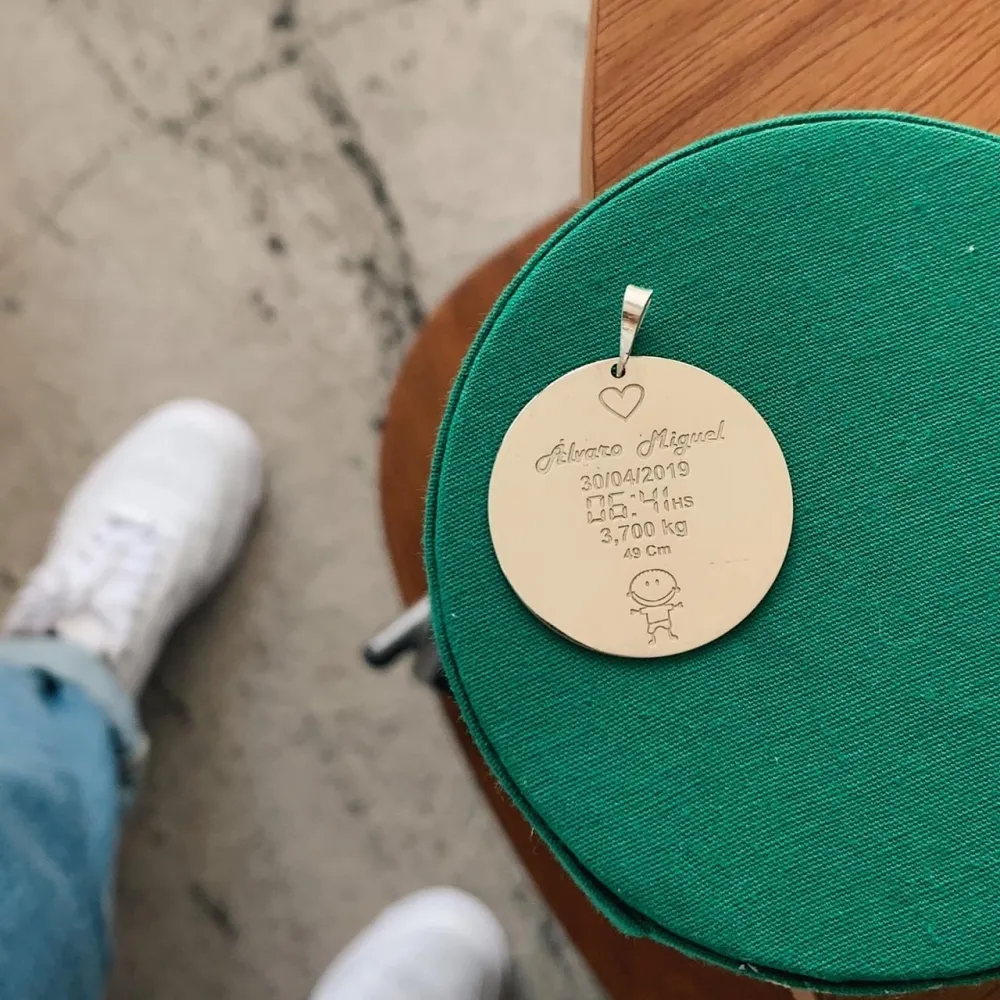 Álvaro Miguel
30/04/2019
06:41HS
3,700 kg
49 Cm